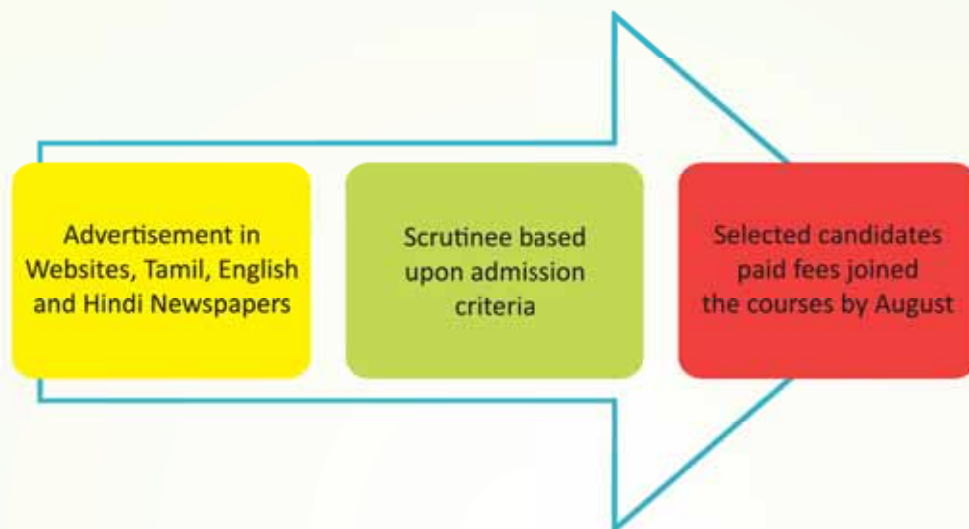 Advertisement in
Websites, Tamil, English
and Hindi Newspapers
Scrutinee based
upon admission
criteria
Selected candidates
paid fees joined
the courses by August